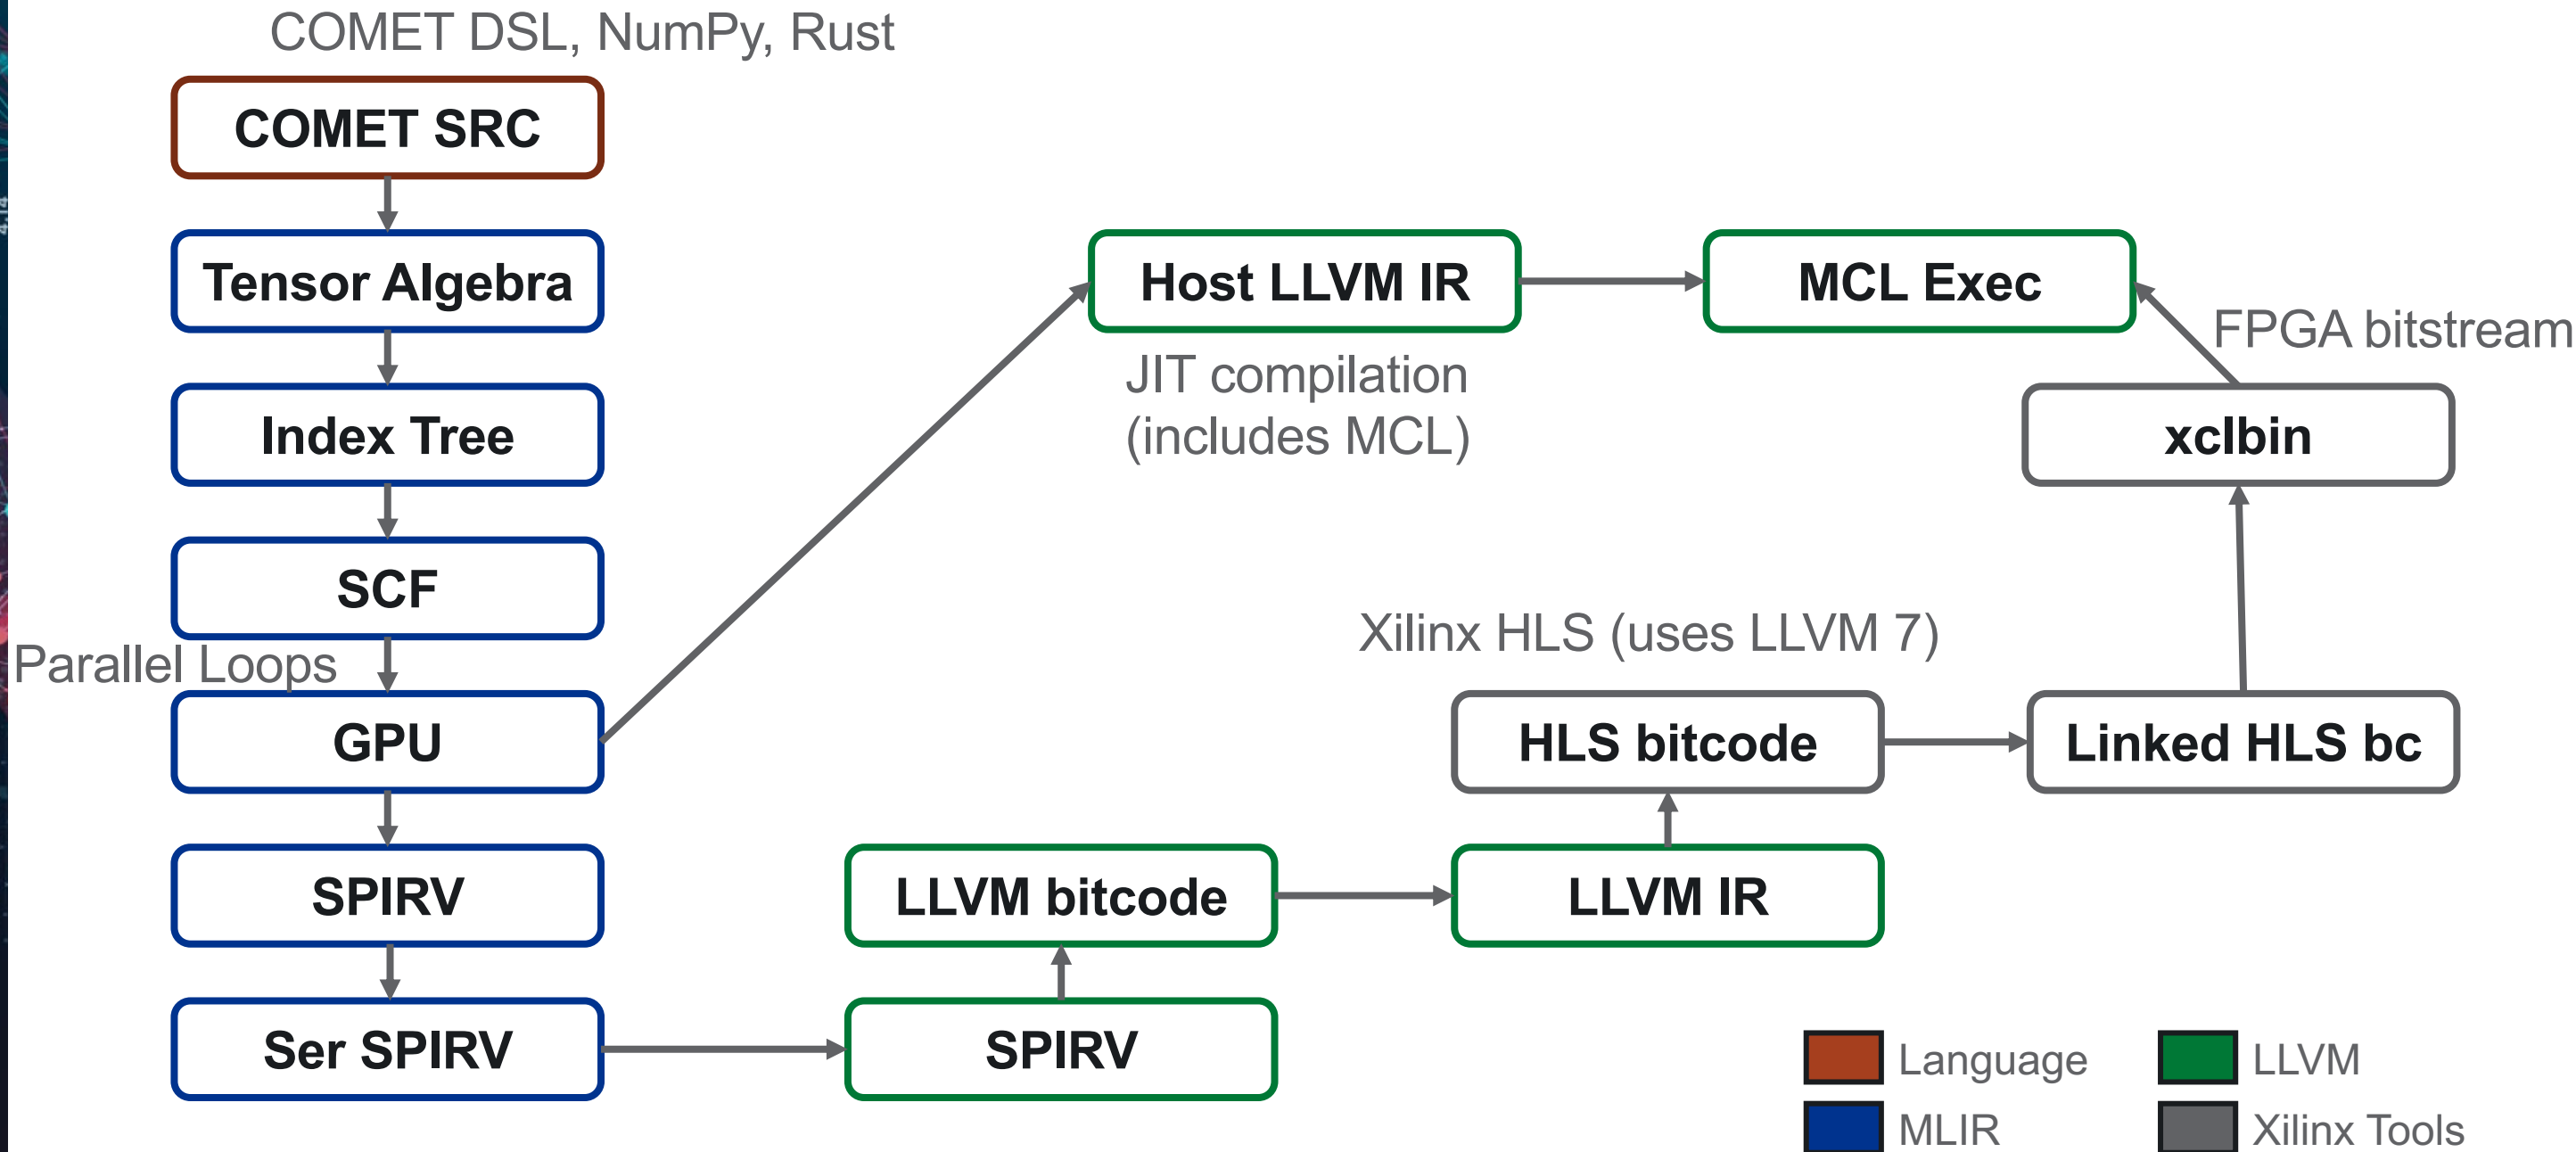 COMET DSL, NumPy, Rust
COMET SRC
Tensor Algebra
Index Tree
SCF
Parallel Loops
GPU
SPIRV
Ser SPIRV
Host LLVM IR
JIT compilation
(includes MCL)
MCL Exec
FPGA bitstream
xclbin
Xilinx HLS (uses LLVM 7)
HLS bitcode
Linked HLS bc
LLVM bitcode
LLVM IR
SPIRV
Language
LLVM
MLIR
Xilinx Tools